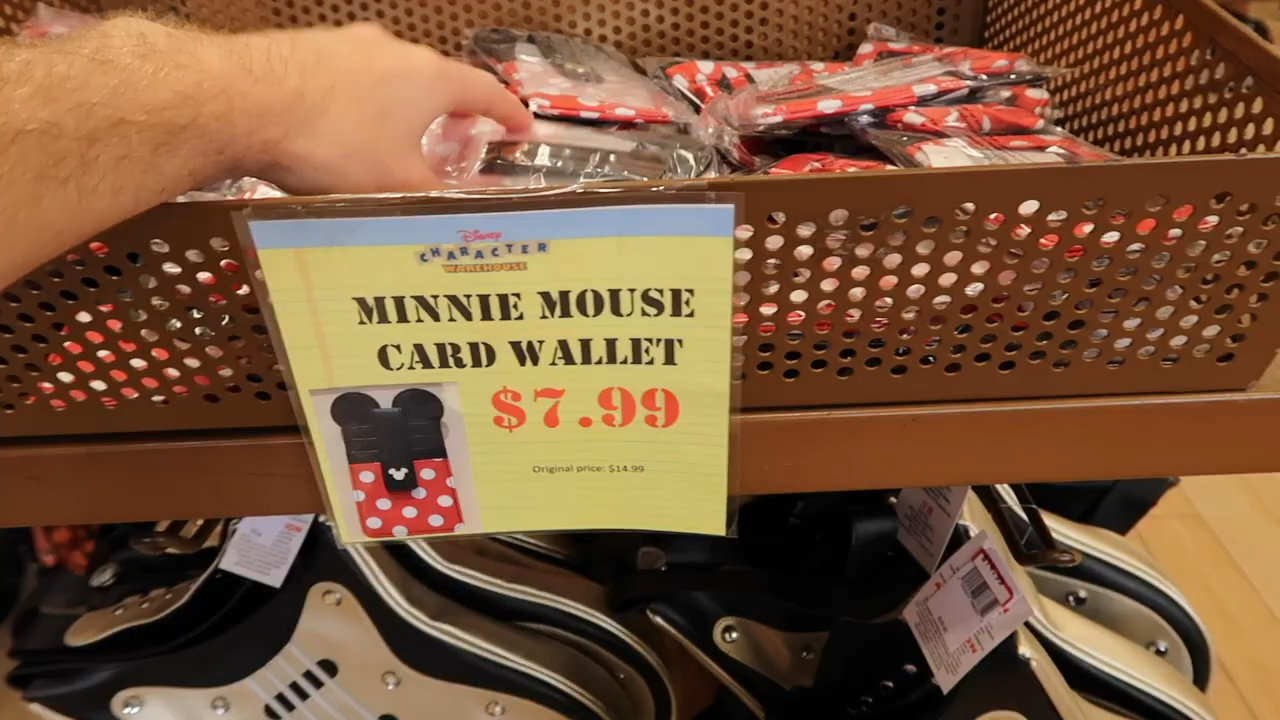 Disney
CHARACTER
WAREHOUSE
MINNIE MOUSE
CARD WALLET
$7.99
Original price: $14.99